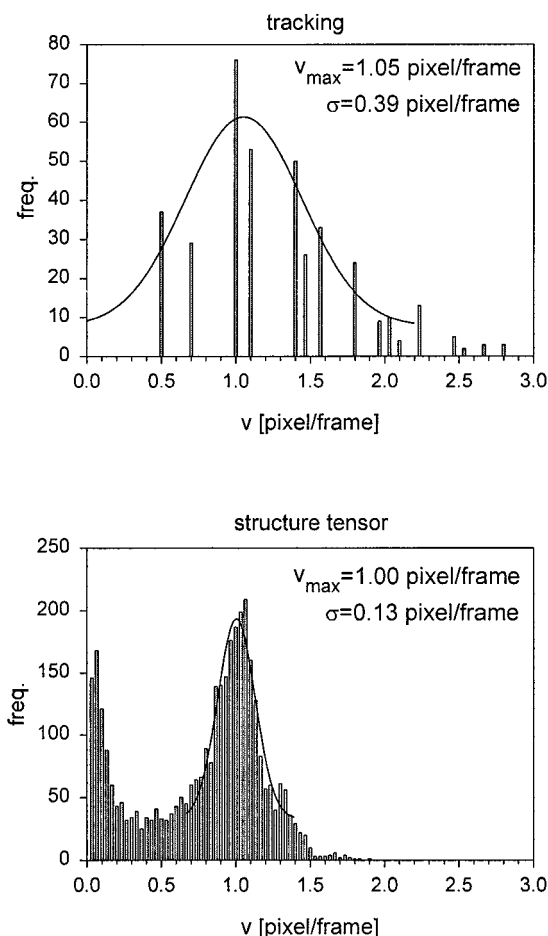 tracking
80
70
60
50
40
30
20
10
0
freq.
v_max=1.05 pixel/frame
σ=0.39 pixel/frame
0.0 0.5 1.0 1.5 2.0 2.5 3.0
v [pixel/frame]
structure tensor
250
200
150
100
50
0
freq.
v_max=1.00 pixel/frame
σ=0.13 pixel/frame
0.0 0.5 1.0 1.5 2.0 2.5 3.0
v [pixel/frame]